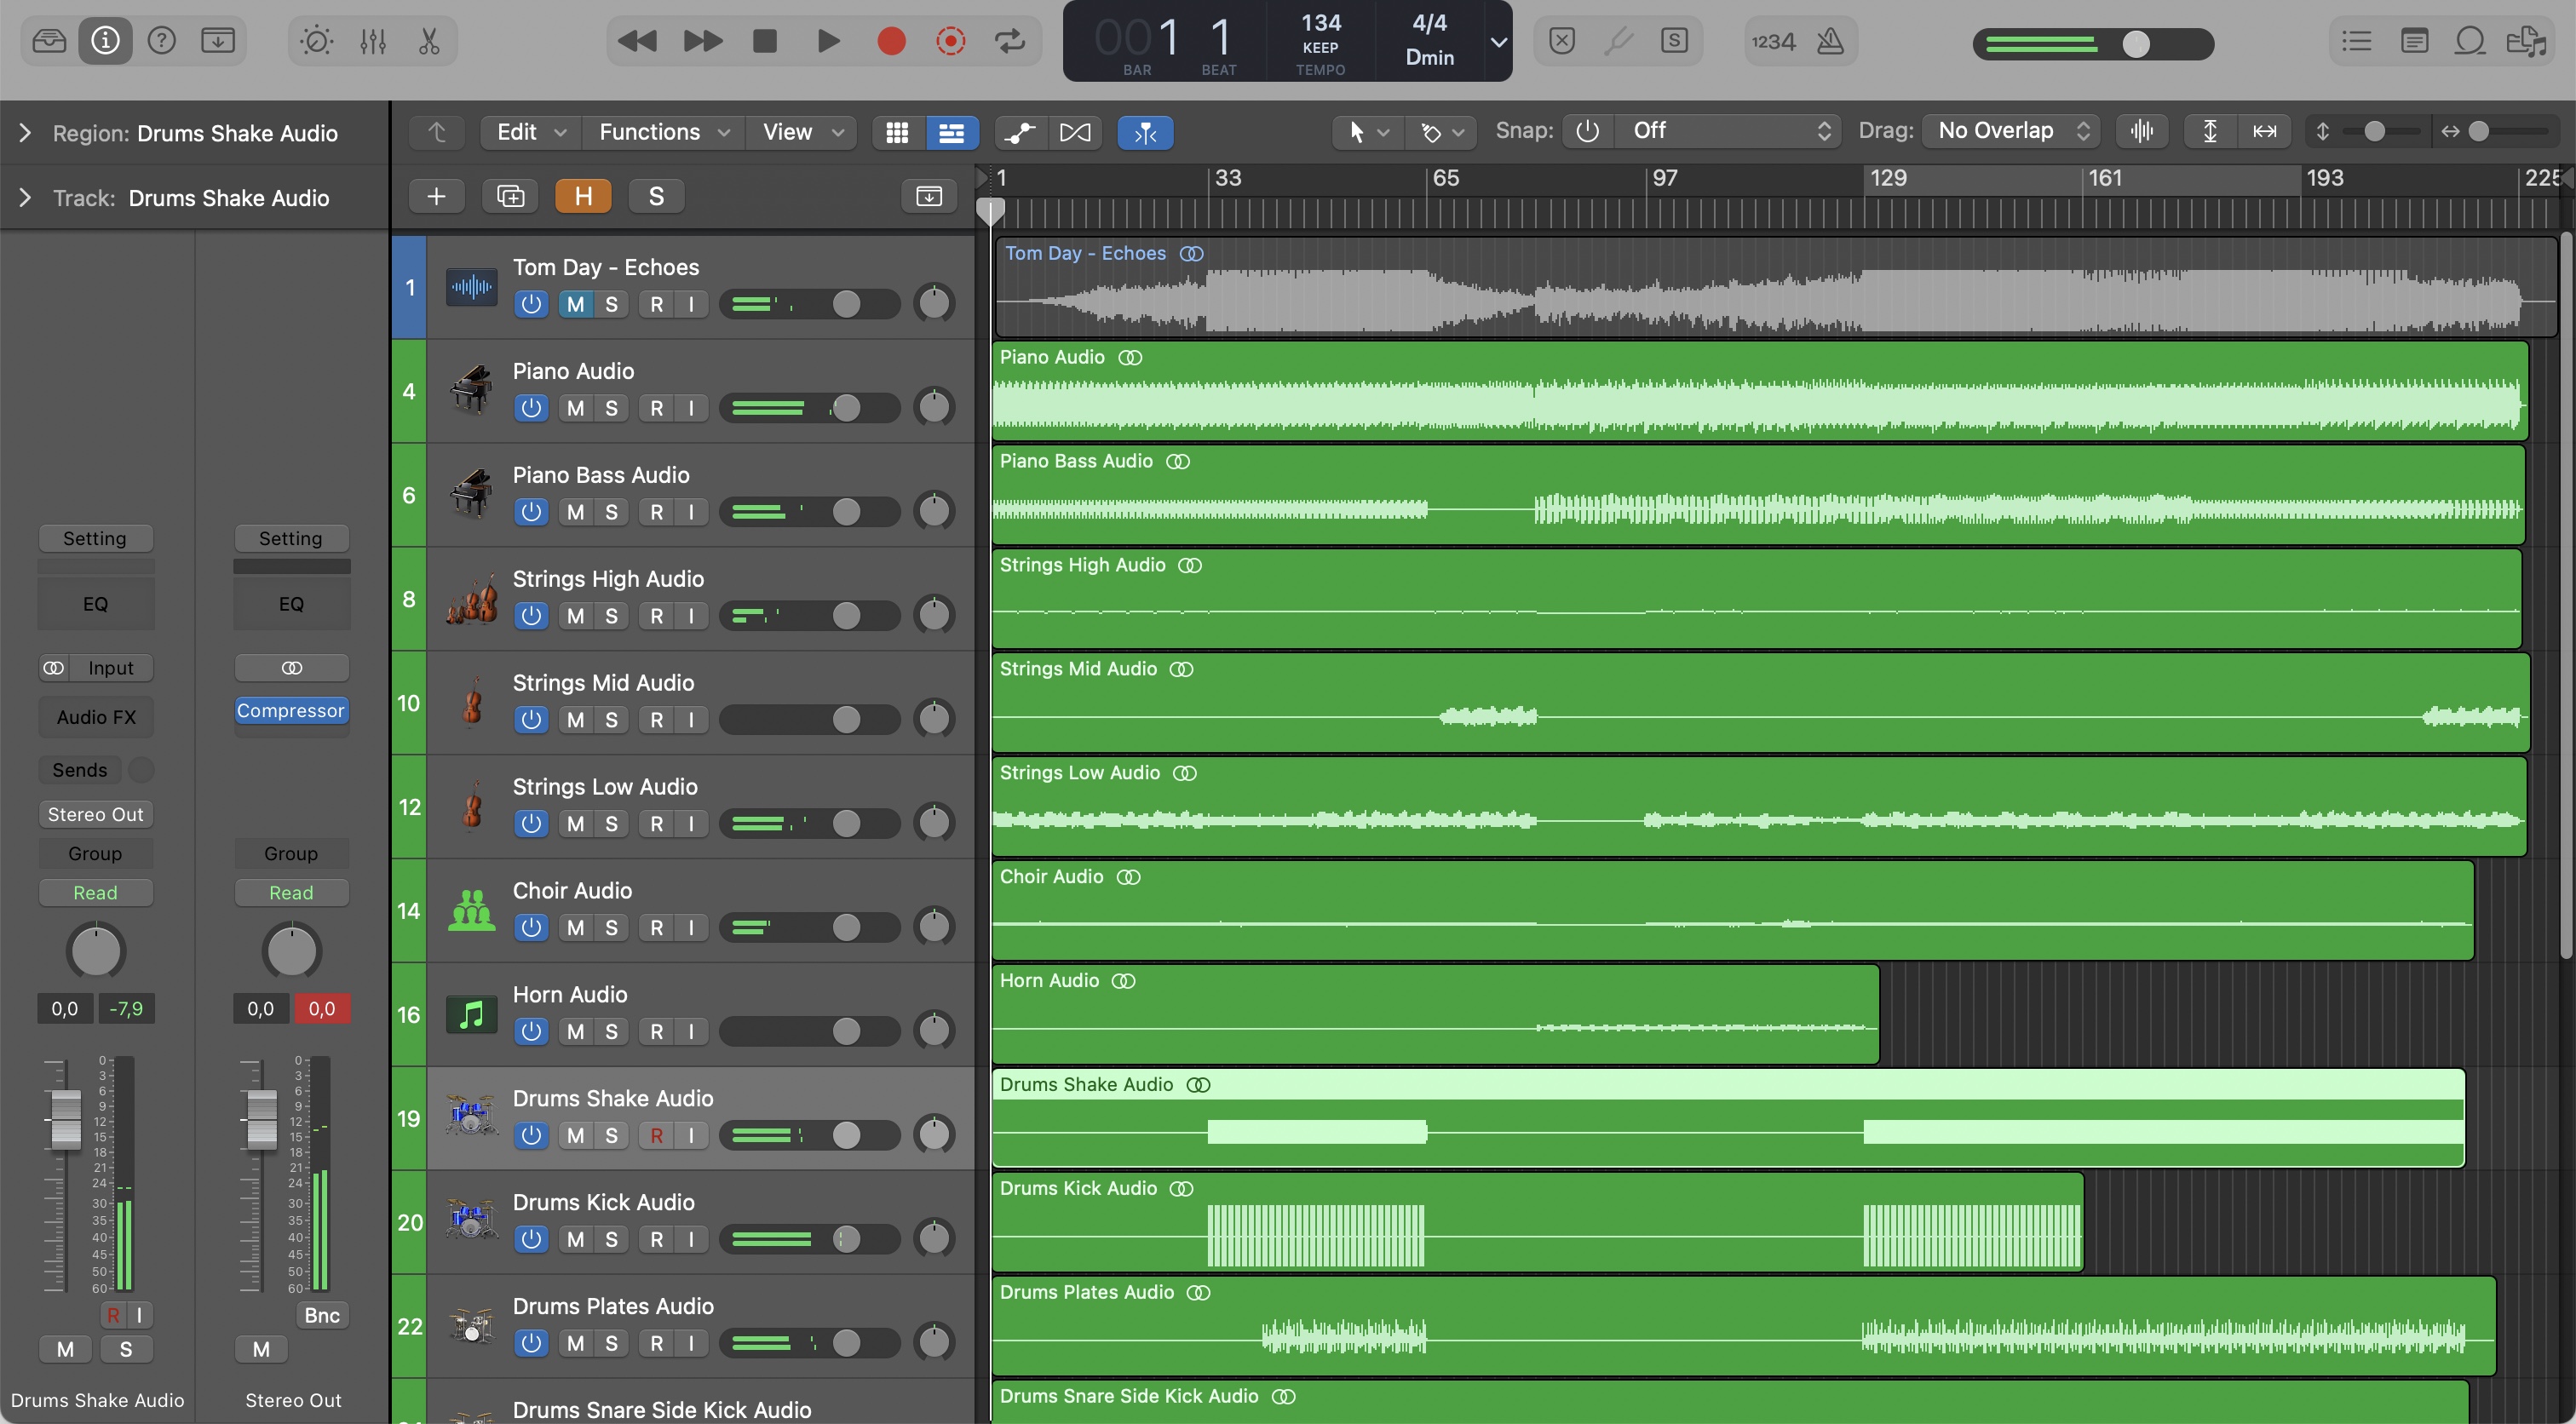 001 1 134 4/4
KEEP Dmin
BAR BEAT TEMPO
1234
S
Region: Drums Shake Audio
Edit Functions View Snap: Off Drag: No Overlap
Track: Drums Shake Audio
H S
1 33 65 97 129 161 193 225
1 Tom Day - Echoes
M S R I
Tom Day - Echoes
4 Piano Audio
M S R I
Piano Audio
6 Piano Bass Audio
M S R I
Piano Bass Audio
8 Strings High Audio
M S R I
Strings High Audio
10 Strings Mid Audio
M S R I
Strings Mid Audio
12 Strings Low Audio
M S R I
Strings Low Audio
14 Choir Audio
M S R I
Choir Audio
16 Horn Audio
M S R I
Horn Audio
19 Drums Shake Audio
M S R I
Drums Shake Audio
20 Drums Kick Audio
M S R I
Drums Kick Audio
22 Drums Plates Audio
M S R I
Drums Plates Audio
Drums Snare Side Kick Audio
Drums Snare Side Kick Audio
Setting Setting
EQ EQ
Input
Audio FX Compressor
Sends
Stereo Out
Group Group
Read Read
0,0 -7,9 0,0 0,0
0 0
3 3
6 6
9 9
12 12
15 15
18 18
21 21
24 24
30 30
35 35
40 40
45 45
50 50
60 60
R I Bnc
M S M
Drums Shake Audio Stereo Out